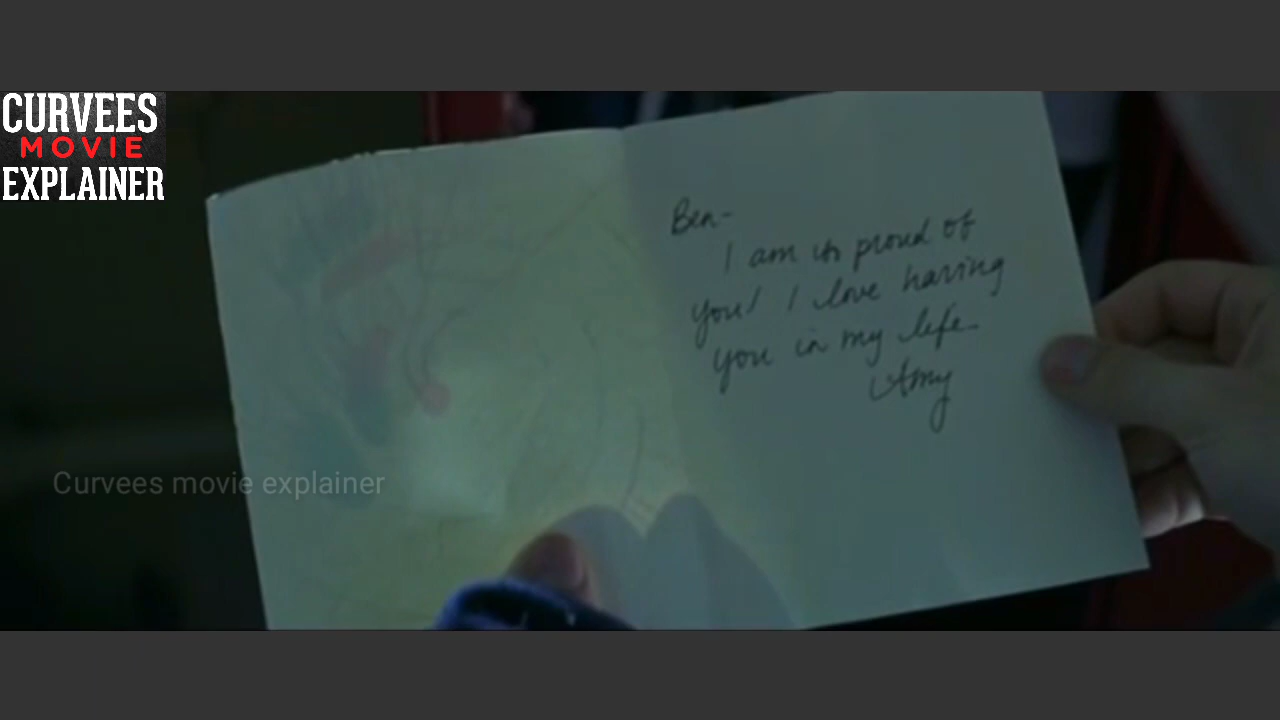 CURVEES
MOVIE
EXPLAINER
Ben-
I am so proud of
you! I love having
you in my life.
Amy
Curvees movie explainer